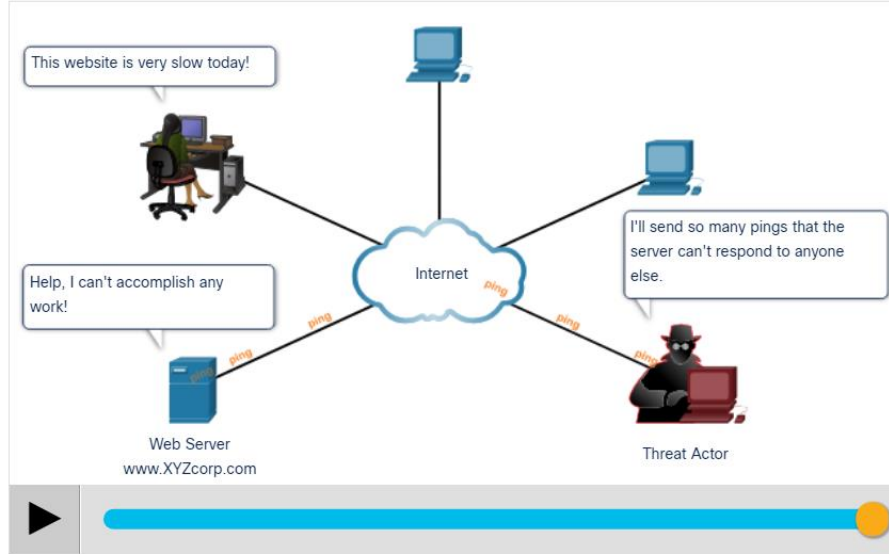 This website is very slow today!
I'll send so many pings that the
server can't respond to anyone
else.
Internet
ping
Help, I can't accomplish any
work!
ping
ping
ping
ping
ping
Web Server
www.XYZcorp.com
Threat Actor